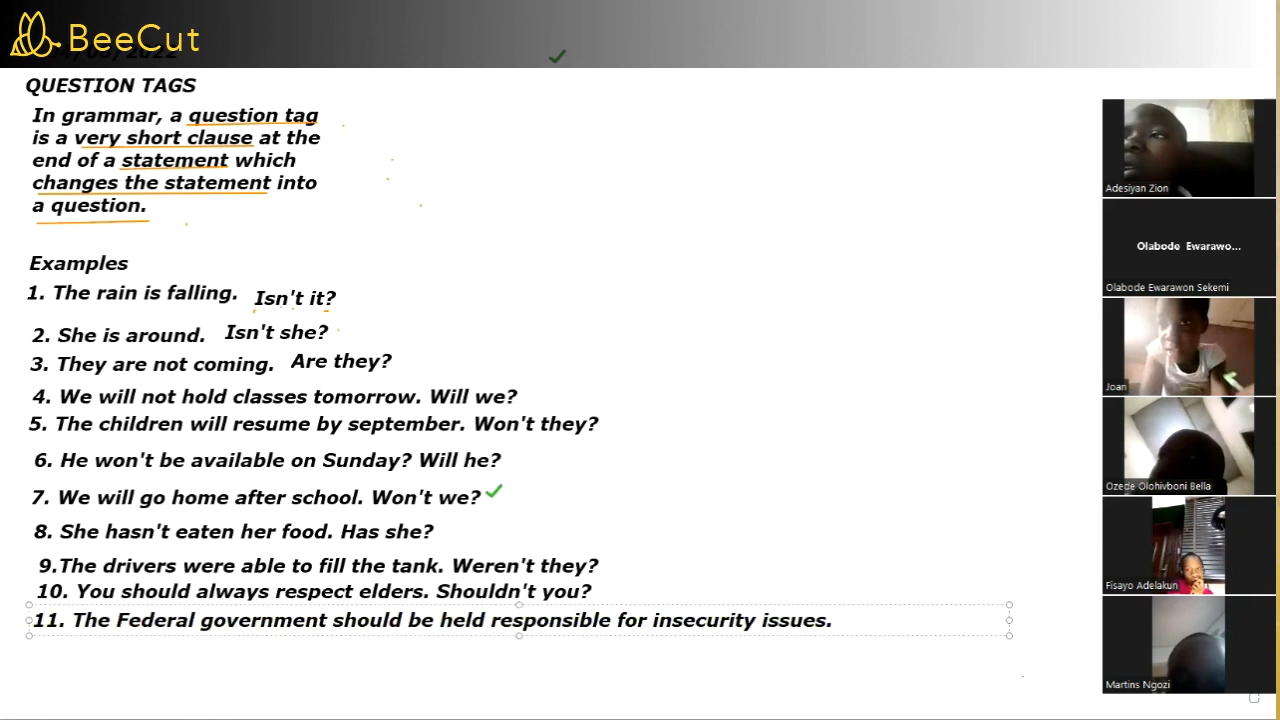 BeeCut
QUESTION TAGS
In grammar, a question tag
is a very short clause at the
end of a statement which
changes the statement into
a question.
Examples
1. The rain is falling. Isn't it?
2. She is around. Isn't she?
3. They are not coming. Are they?
4. We will not hold classes tomorrow. Will we?
5. The children will resume by september. Won't they?
6. He won't be available on Sunday? Will he?
7. We will go home after school. Won't we?
8. She hasn't eaten her food. Has she?
9.The drivers were able to fill the tank. Weren't they?
10. You should always respect elders. Shouldn't you?
11. The Federal government should be held responsible for insecurity issues.
Adesiyan Zion
Olabode Ewarawo...
Olabode Ewarawon Sekemi
Joan
Ozede Olohivboni Bella
Fisayo Adelakun
Martins Ngozi